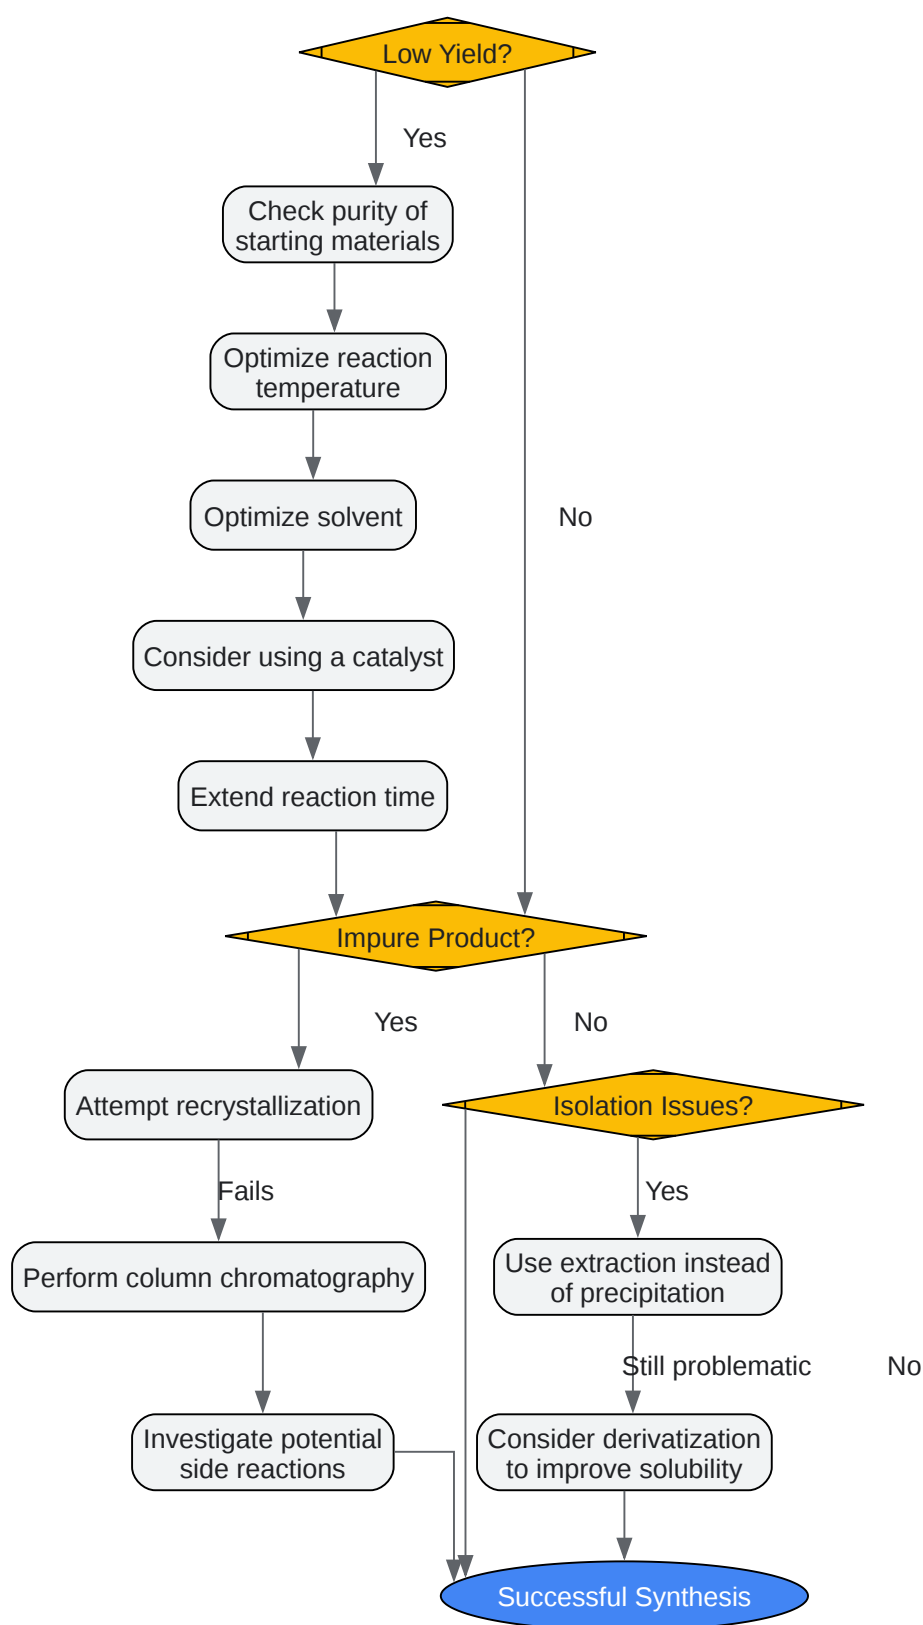 Low Yield?
Yes
Check purity of
starting materials
Optimize reaction
temperature
Optimize solvent
No
Consider using a catalyst
Extend reaction time
Impure Product?
Yes
No
Attempt recrystallization
Isolation Issues?
Fails
Yes
Perform column chromatography
Use extraction instead
of precipitation
Still problematic
No
Investigate potential
side reactions
Consider derivatization
to improve solubility
Successful Synthesis